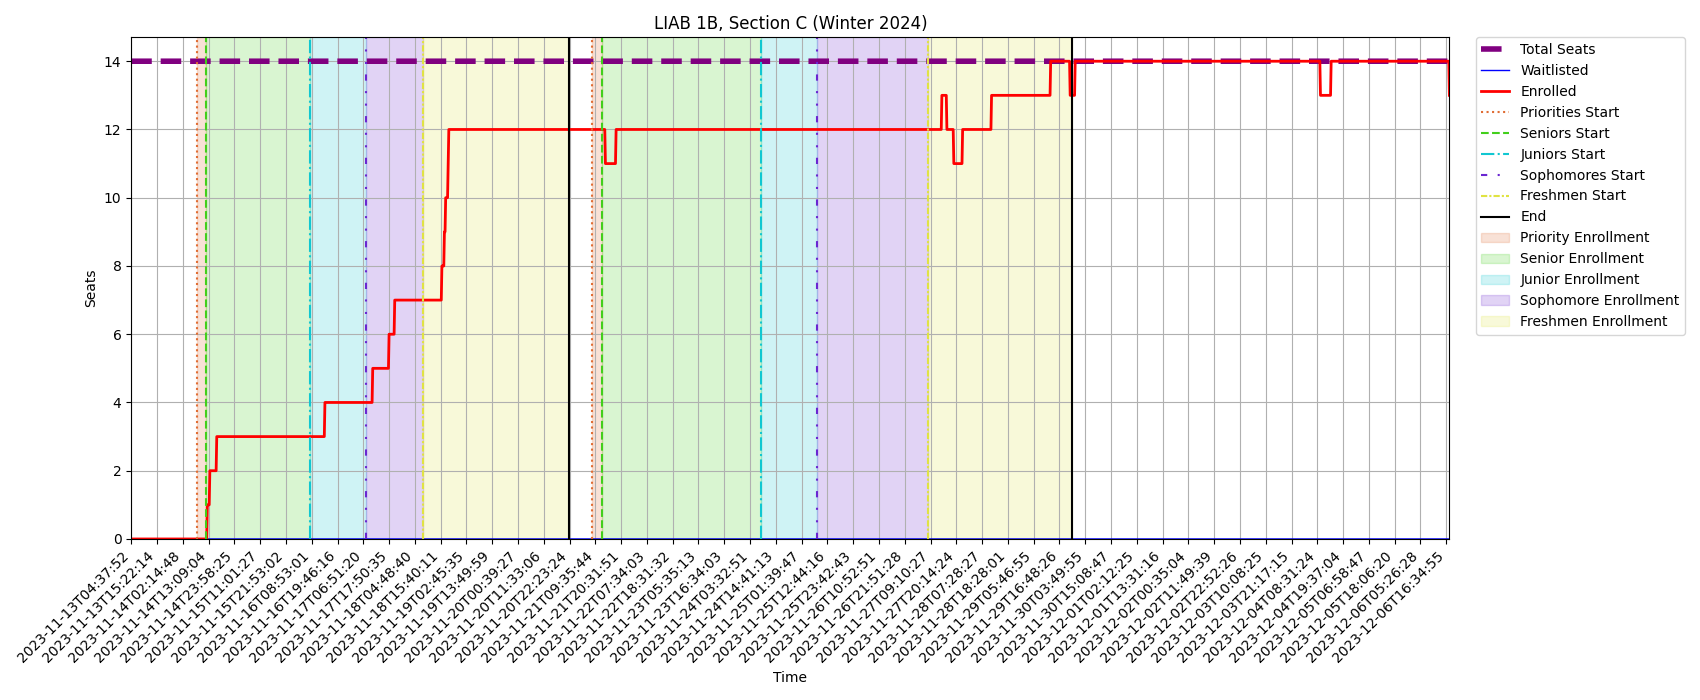 LIAB 1B, Section C (Winter 2024)
Seats
14
12
10
8
6
4
2
0
2023-11-13T04:37:52
2023-11-13T15:22:14
2023-11-14T02:14:48
2023-11-14T13:09:04
2023-11-14T23:58:25
2023-11-15T11:01:27
2023-11-15T21:53:02
2023-11-16T08:53:01
2023-11-16T19:46:16
2023-11-17T06:51:20
2023-11-17T17:50:35
2023-11-18T04:48:40
2023-11-18T15:40:11
2023-11-19T02:45:35
2023-11-19T13:49:59
2023-11-20T00:39:27
2023-11-20T11:33:06
2023-11-20T22:23:24
2023-11-21T09:35:44
2023-11-21T20:31:51
2023-11-22T07:34:03
2023-11-22T18:31:32
2023-11-23T05:35:13
2023-11-23T16:34:03
2023-11-24T03:32:51
2023-11-24T14:41:13
2023-11-25T01:39:47
2023-11-25T12:44:16
2023-11-25T23:42:43
2023-11-26T10:52:51
2023-11-26T21:51:28
2023-11-27T09:10:27
2023-11-27T20:14:24
2023-11-28T07:28:27
2023-11-28T18:28:01
2023-11-29T05:46:55
2023-11-29T16:48:26
2023-11-30T03:49:55
2023-11-30T15:08:47
2023-12-01T02:12:25
2023-12-01T13:31:16
2023-12-02T00:35:04
2023-12-02T11:49:39
2023-12-02T22:52:26
2023-12-03T10:08:25
2023-12-03T21:17:15
2023-12-04T08:31:24
2023-12-04T19:37:04
2023-12-05T06:58:47
2023-12-05T18:06:20
2023-12-06T05:26:28
2023-12-06T16:34:55
Time
Total Seats
Waitlisted
Enrolled
Priorities Start
Seniors Start
Juniors Start
Sophomores Start
Freshmen Start
End
Priority Enrollment
Senior Enrollment
Junior Enrollment
Sophomore Enrollment
Freshmen Enrollment